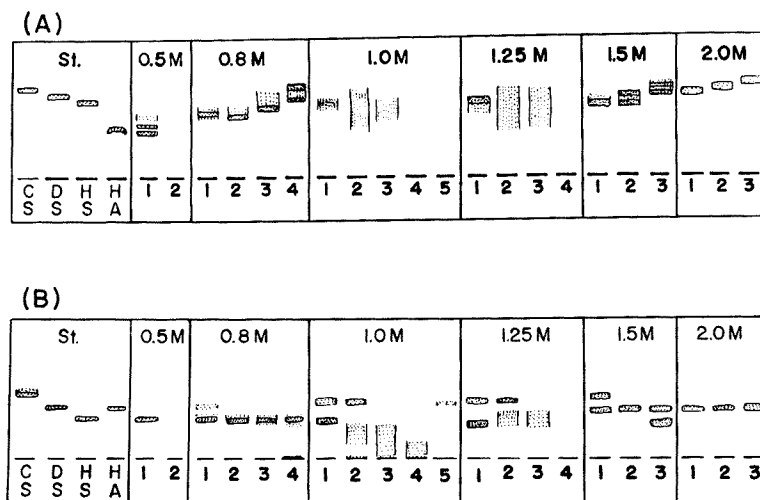 (A)
St. 0.5M 0.8M 1.0M 1.25M 1.5M 2.0M
C D H H 1 2 1 2 3 4 1 2 3 4 5 1 2 3 4 1 2 3 1 2 3
S S S A
(B)
St. 0.5M 0.8M 1.0M 1.25M 1.5M 2.0M
C D H H 1 2 1 2 3 4 1 2 3 4 5 1 2 3 4 1 2 3 1 2 3
S S S A